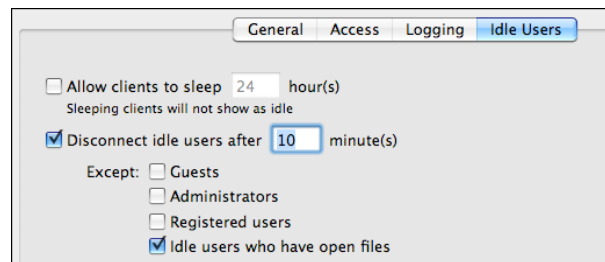 General Access Logging Idle Users
Allow clients to sleep 24 hour(s)
Sleeping clients will not show as idle
Disconnect idle users after 10 minute(s)
Except: Guests
Administrators
Registered users
Idle users who have open files